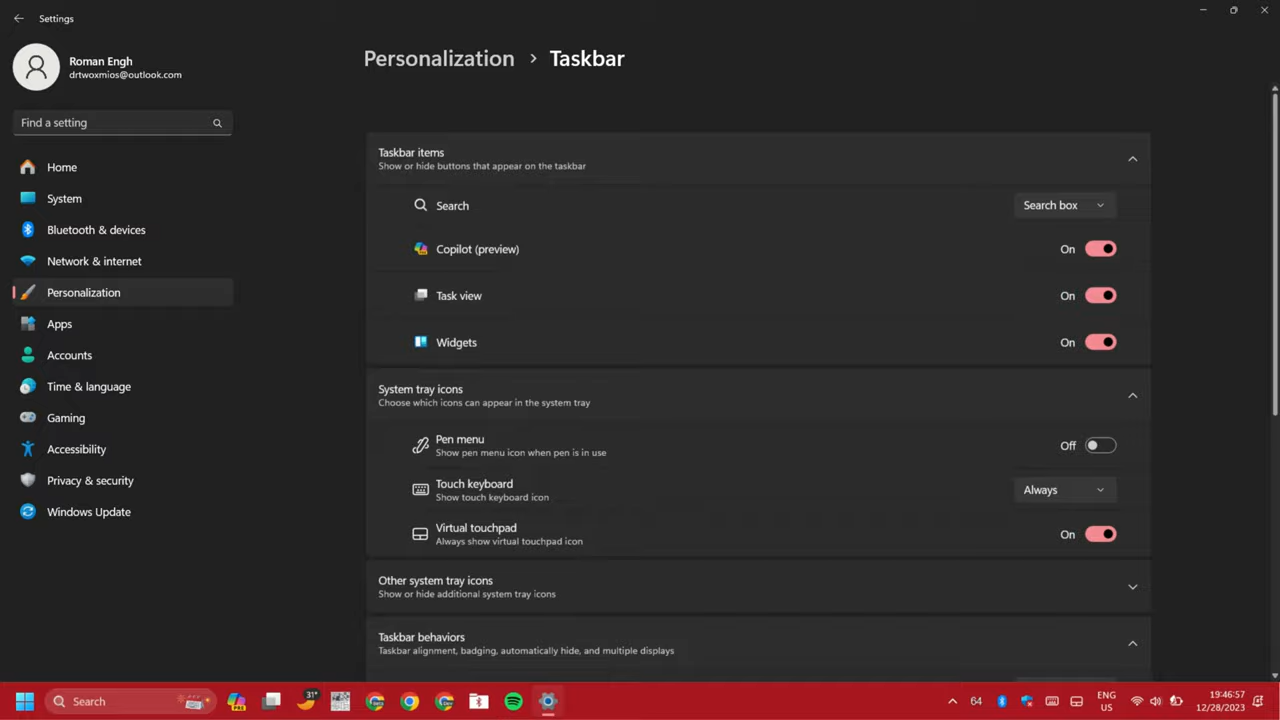 Settings
Roman Engh
drtwoxmios@outlook.com
Find a setting
Home
System
Bluetooth & devices
Network & internet
Personalization
Apps
Accounts
Time & language
Gaming
Accessibility
Privacy & security
Windows Update
Personalization > Taskbar
Taskbar items
Show or hide buttons that appear on the taskbar
Search
Search box
Copilot (preview)
On
Task view
On
Widgets
On
System tray icons
Choose which icons can appear in the system tray
Pen menu
Show pen menu icon when pen is in use
Off
Touch keyboard
Show touch keyboard icon
Always
Virtual touchpad
Always show virtual touchpad icon
On
Other system tray icons
Show or hide additional system tray icons
Taskbar behaviors
Taskbar alignment, badging, automatically hide, and multiple displays
Search
31°
64
ENG
US
19:46:57
12/28/2023